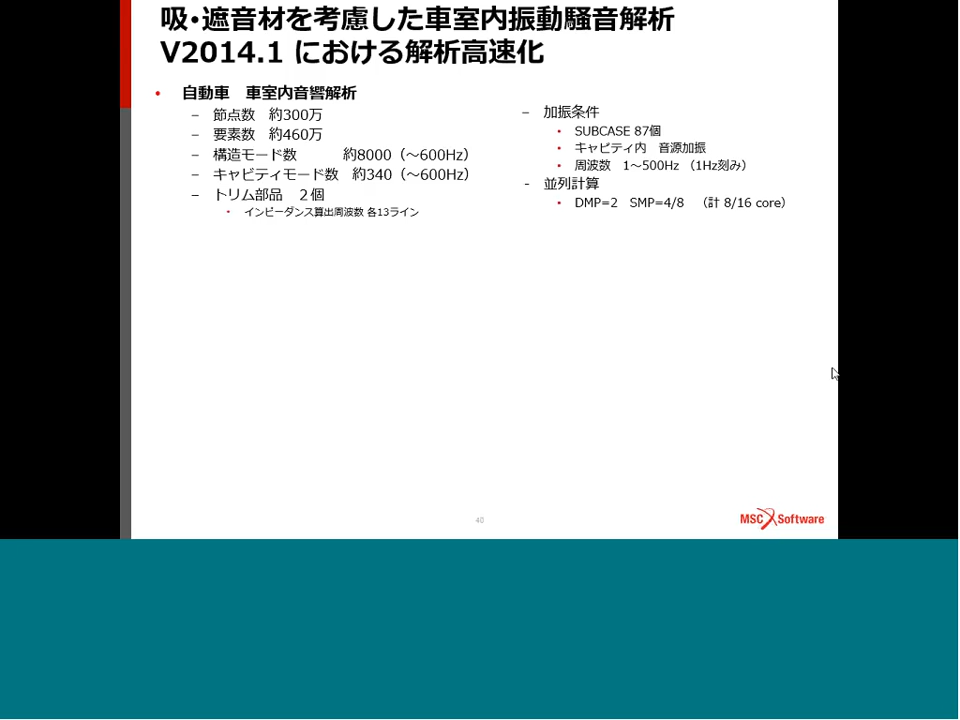 吸・遮音材を考慮した車室内振動騒音解析
V2014.1 における解析高速化
• 自動車　車室内音響解析
– 節点数　約300万
– 要素数　約460万
– 構造モード数　　　約8000（～600Hz）
– キャビティモード数　約340（～600Hz）
– トリム部品　２個
• インピーダンス算出周波数 各13ライン
– 加振条件
• SUBCASE 87個
• キャビティ内　音源加振
• 周波数　1～500Hz （1Hz刻み）
- 並列計算
• DMP=2　SMP=4/8　（計 8/16 core）
40
MSC Software